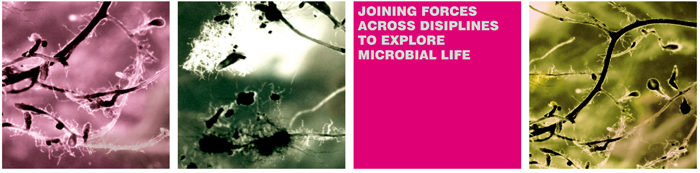 JOINING FORCES
ACROSS DISIPLINES
TO EXPLORE
MICROBIAL LIFE